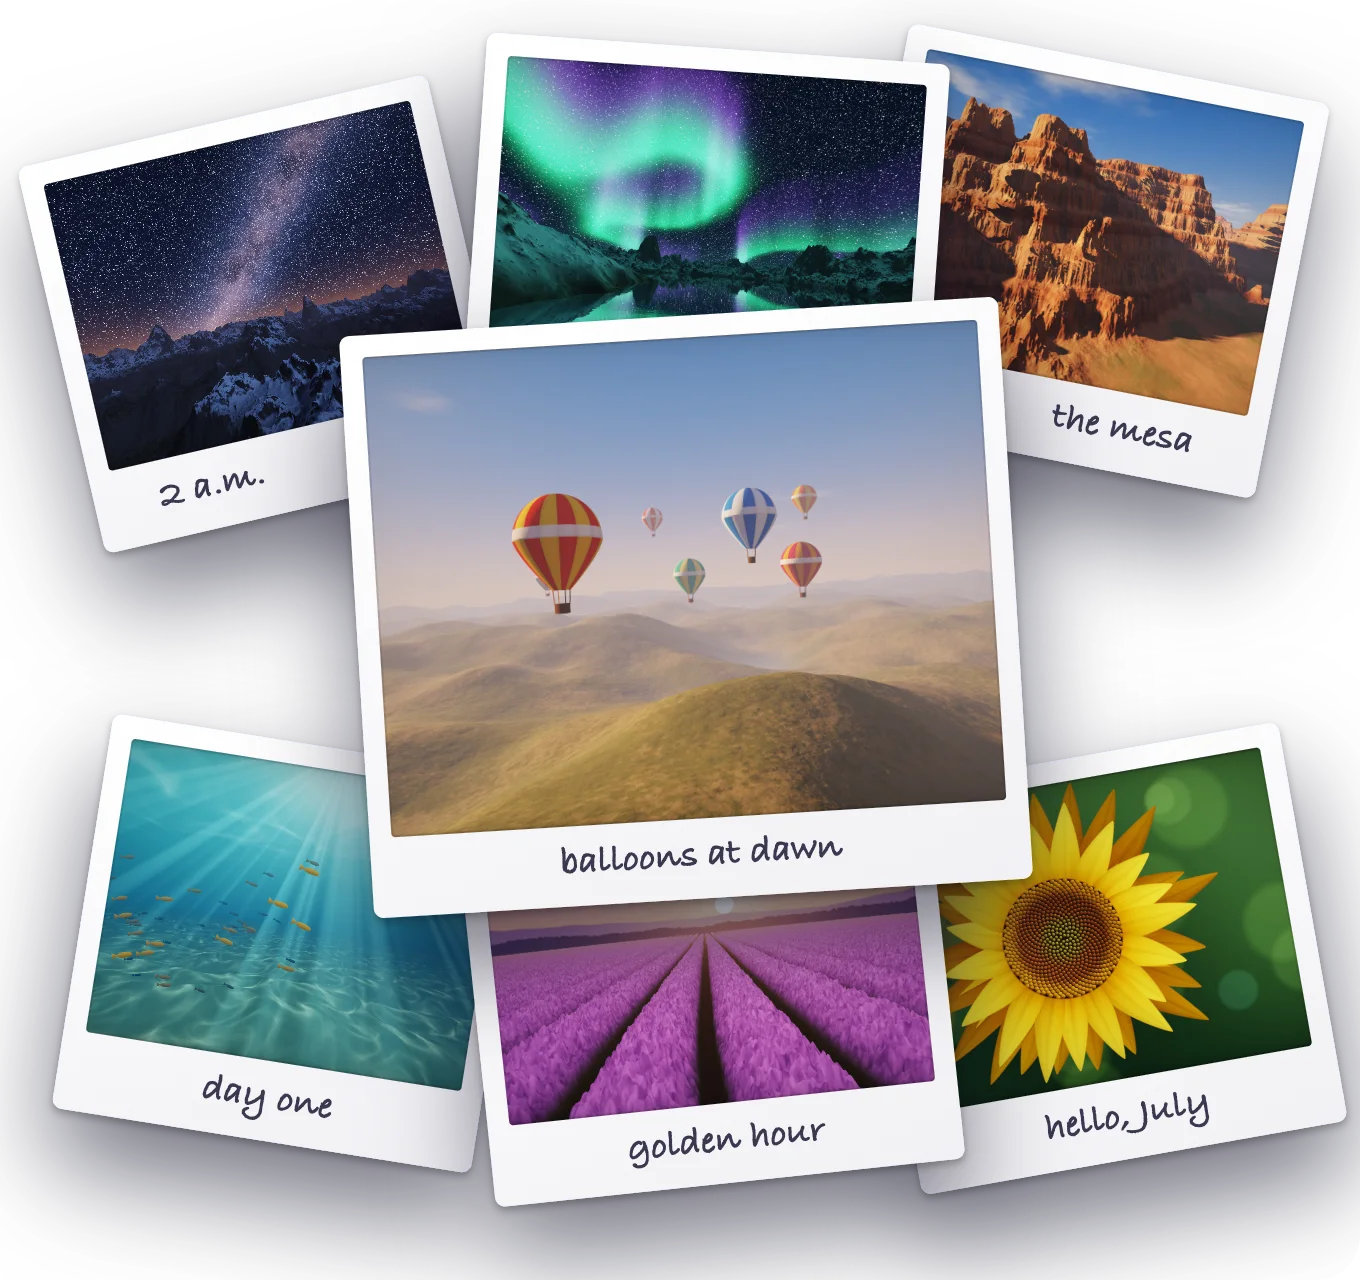 2 a.m.
the mesa
balloons at dawn
day one
golden hour
hello, July